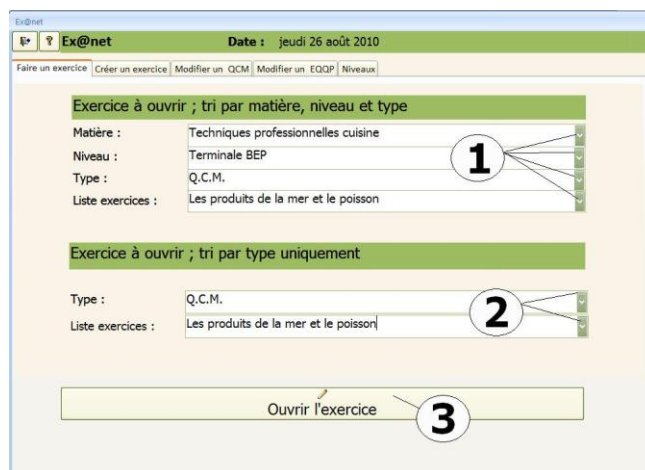 Ex@net
? Ex@net Date : jeudi 26 août 2010
Faire un exercice Créer un exercice Modifier un QCM Modifier un EQQP Niveaux
Exercice à ouvrir ; tri par matière, niveau et type
Matière : Techniques professionnelles cuisine
Niveau : Terminale BEP
1
Type : Q.C.M.
Liste exercices : Les produits de la mer et le poisson
Exercice à ouvrir ; tri par type uniquement
Type : Q.C.M.
2
Liste exercices : Les produits de la mer et le poisson
Ouvrir l'exercice
3